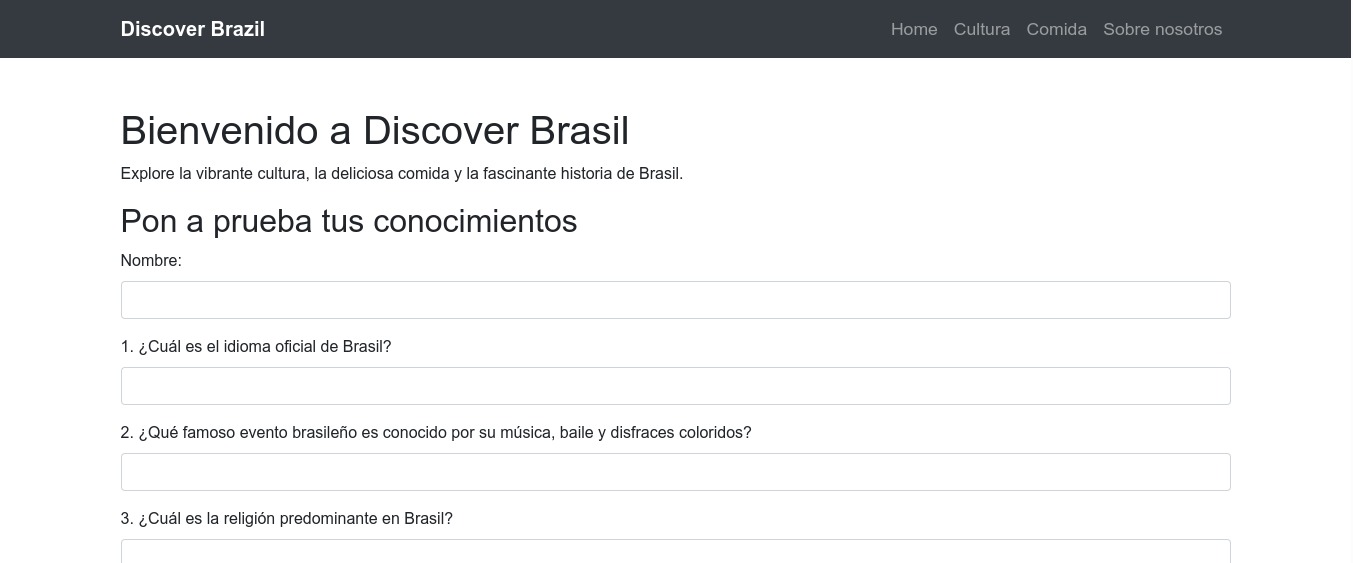 Discover Brazil
Home Cultura Comida Sobre nosotros
Bienvenido a Discover Brasil
Explore la vibrante cultura, la deliciosa comida y la fascinante historia de Brasil.
Pon a prueba tus conocimientos
Nombre:
1. ¿Cuál es el idioma oficial de Brasil?
2. ¿Qué famoso evento brasileño es conocido por su música, baile y disfraces coloridos?
3. ¿Cuál es la religión predominante en Brasil?